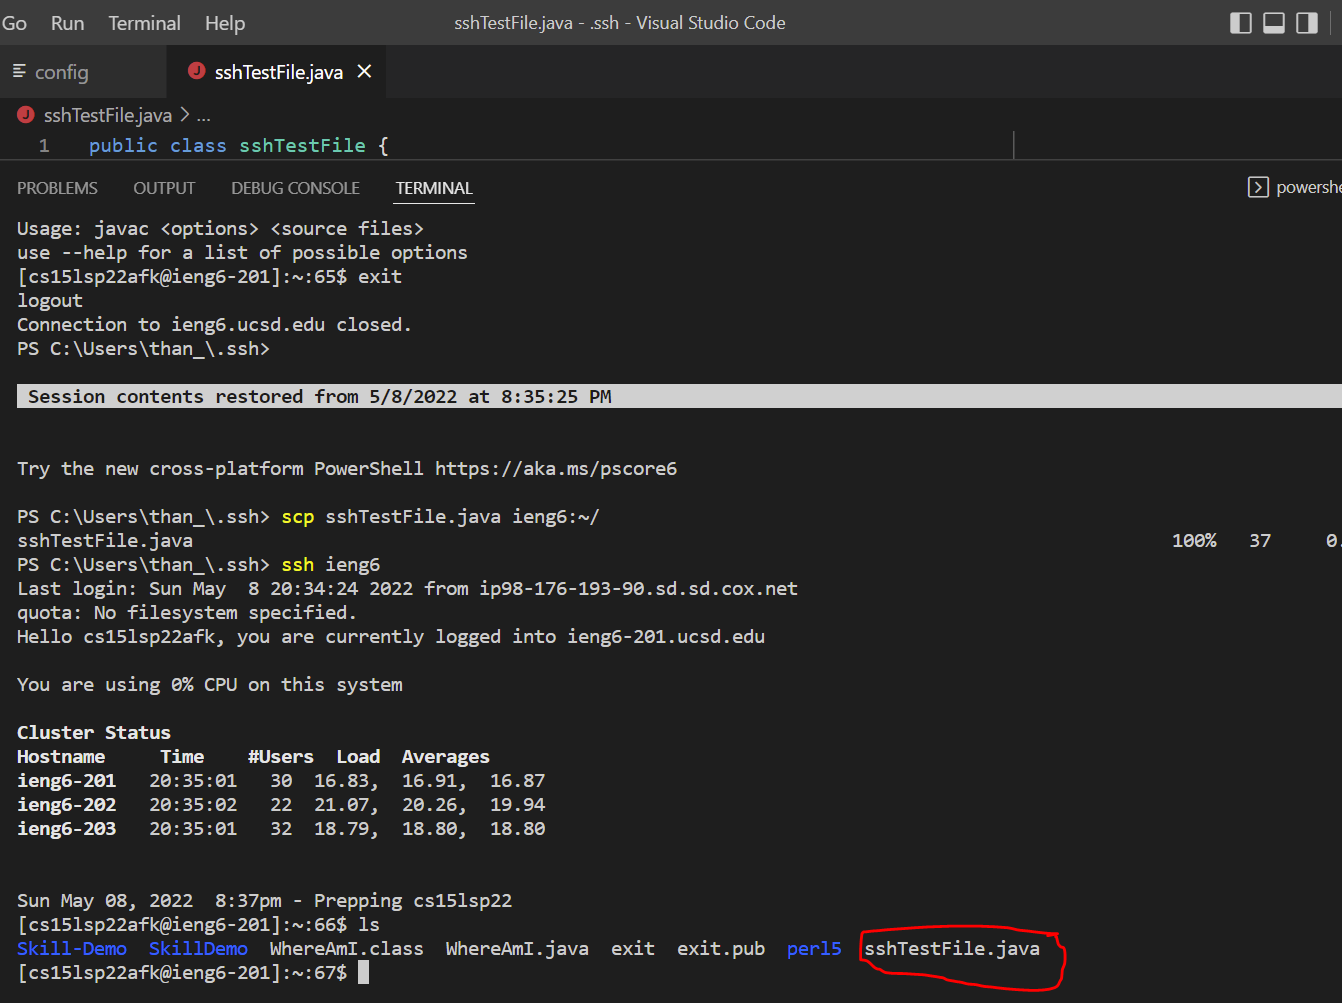 Go Run Terminal Help sshTestFile.java - .ssh - Visual Studio Code
config sshTestFile.java
sshTestFile.java > ...
1 public class sshTestFile {
PROBLEMS OUTPUT DEBUG CONSOLE TERMINAL powershe
Usage: javac <options> <source files>
use --help for a list of possible options
[cs15lsp22afk@ieng6-201]:~:65$ exit
logout
Connection to ieng6.ucsd.edu closed.
PS C:\Users\than_\.ssh>
Session contents restored from 5/8/2022 at 8:35:25 PM
Try the new cross-platform PowerShell https://aka.ms/pscore6
PS C:\Users\than_\.ssh> scp sshTestFile.java ieng6:~/
sshTestFile.java 100% 37 0.
PS C:\Users\than_\.ssh> ssh ieng6
Last login: Sun May  8 20:34:24 2022 from ip98-176-193-90.sd.sd.cox.net
quota: No filesystem specified.
Hello cs15lsp22afk, you are currently logged into ieng6-201.ucsd.edu
You are using 0% CPU on this system
Cluster Status
Hostname Time #Users Load Averages
ieng6-201 20:35:01 30 16.83, 16.91, 16.87
ieng6-202 20:35:02 22 21.07, 20.26, 19.94
ieng6-203 20:35:01 32 18.79, 18.80, 18.80
Sun May 08, 2022  8:37pm - Prepping cs15lsp22
[cs15lsp22afk@ieng6-201]:~:66$ ls
Skill-Demo SkillDemo WhereAmI.class WhereAmI.java exit exit.pub perl5 sshTestFile.java
[cs15lsp22afk@ieng6-201]:~:67$